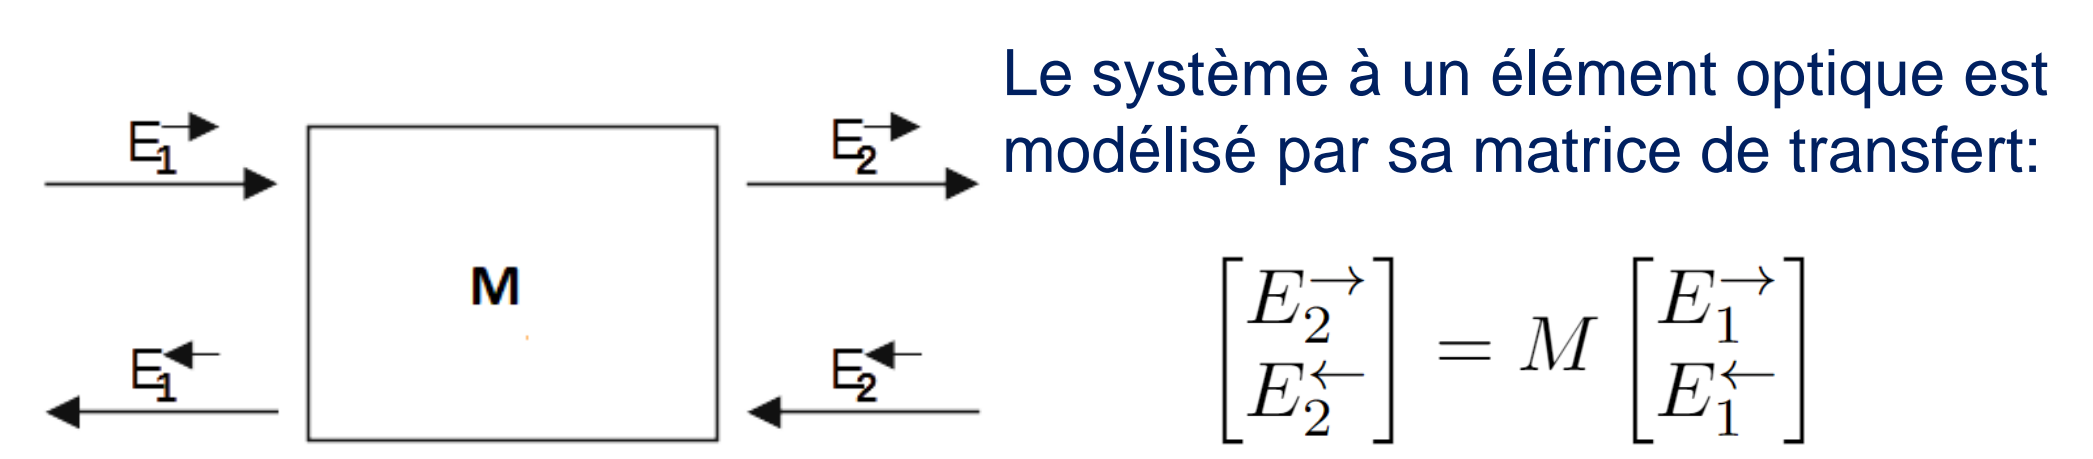 Le système à un élément optique est
modélisé par sa matrice de transfert:
E₁→
E₂→
M
E₁←
E₂←
[E₂→ E₂←] = M [E₁→ E₁←]